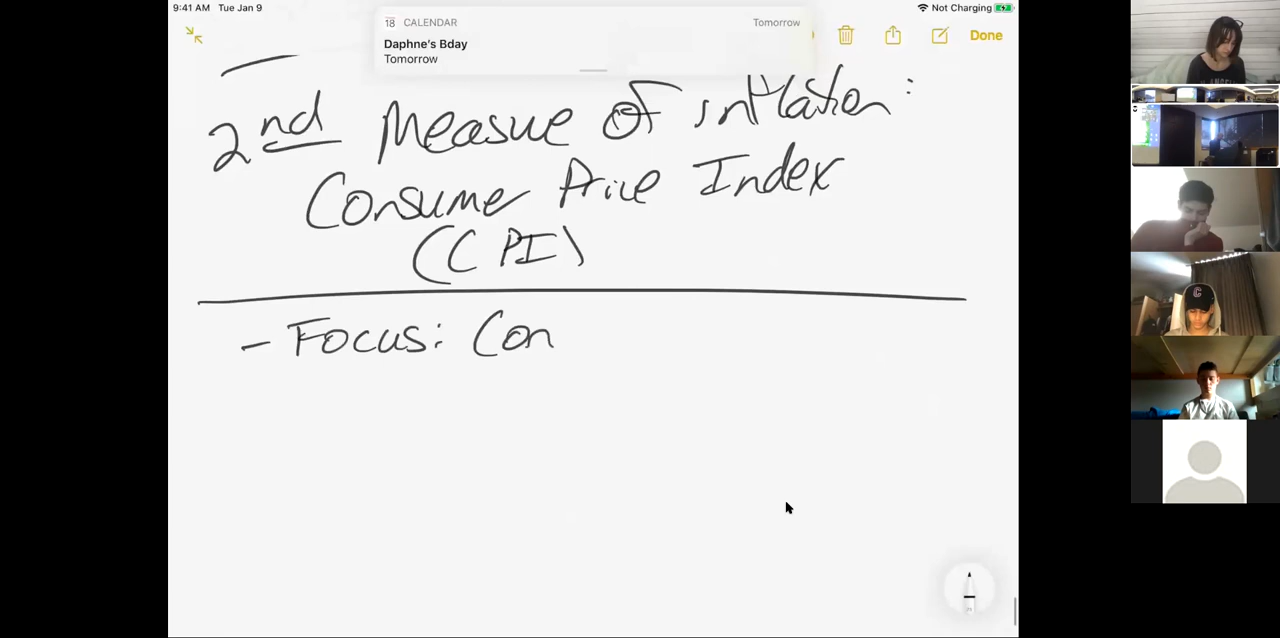 9:41 AM Tue Jan 9
Not Charging
18 CALENDAR
Tomorrow
Daphne's Bday
Tomorrow
Done
2nd Measue of inflation:
Consumer Price Index
(CPI)
- Focus: Con
C